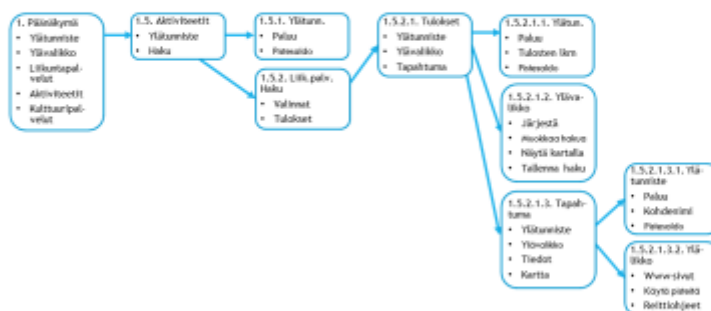 1. Päänäkymä
• Ylätunniste
• Ylävalikko
• Liikuntapal-
velut
• Aktiviteetit
• Kulttuuripal-
velut
1.5. Aktiviteetit
• Ylätunniste
• Haku
1.5.1. Ylätunn.
• Paluu
• Pistesaldo
1.5.2. Liik.palv.
Haku
• Valinnat
• Tulokset
1.5.2.1. Tulokset
• Ylätunniste
• Ylävalikko
• Tapahtuma
1.5.2.1.1. Ylätun.
• Paluu
• Tulosten lkm
• Pistesaldo
1.5.2.1.2. Yläva-
likko
• Järjestä
• Muokkaa hakua
• Näytä kartalla
• Tallenna haku
1.5.2.1.3. Tapah-
tuma
• Ylätunniste
• Ylävalikko
• Tiedot
• Kartta
1.5.2.1.3.1. Ylä-
tunniste
• Paluu
• Kohdenimi
• Pistesaldo
1.5.2.1.3.2. Ylä-
likko
• Www-sivut
• Käytä pisteitä
• Reittiohjeet